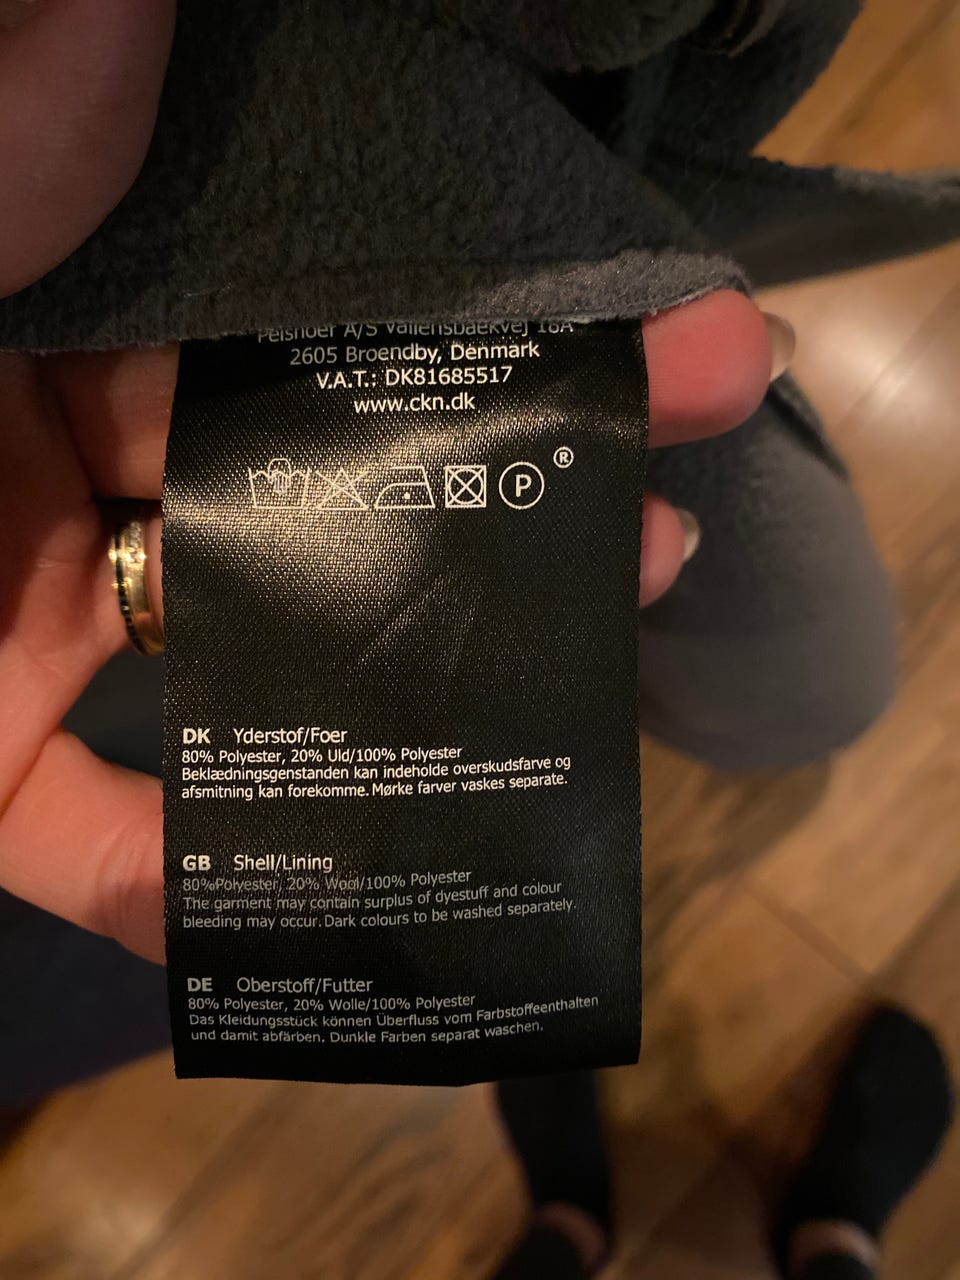 Pelshoer A/S Vallensbaekvej 18A
2605 Broendby, Denmark
V.A.T.: DK81685517
www.ckn.dk
P ®
DK Yderstof/Foer
80% Polyester, 20% Uld/100% Polyester
Beklædningsgenstanden kan indeholde overskudsfarve og
afsmitning kan forekomme. Mørke farver vaskes separate.
GB Shell/Lining
80%Polyester, 20% Wool/100% Polyester
The garment may contain surplus of dyestuff and colour
bleeding may occur. Dark colours to be washed separately.
DE Oberstoff/Futter
80% Polyester, 20% Wolle/100% Polyester
Das Kleidungsstück können Überfluss vom Farbstoffeenthalten
und damit abfärben. Dunkle Farben separat waschen.